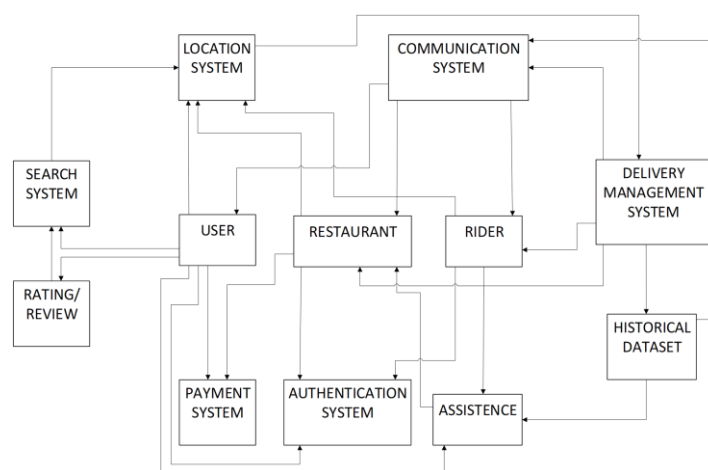 LOCATION
SYSTEM
COMMUNICATION
SYSTEM
SEARCH
SYSTEM
DELIVERY
MANAGEMENT
SYSTEM
USER
RESTAURANT
RIDER
RATING/
REVIEW
HISTORICAL
DATASET
PAYMENT
SYSTEM
AUTHENTICATION
SYSTEM
ASSISTENCE